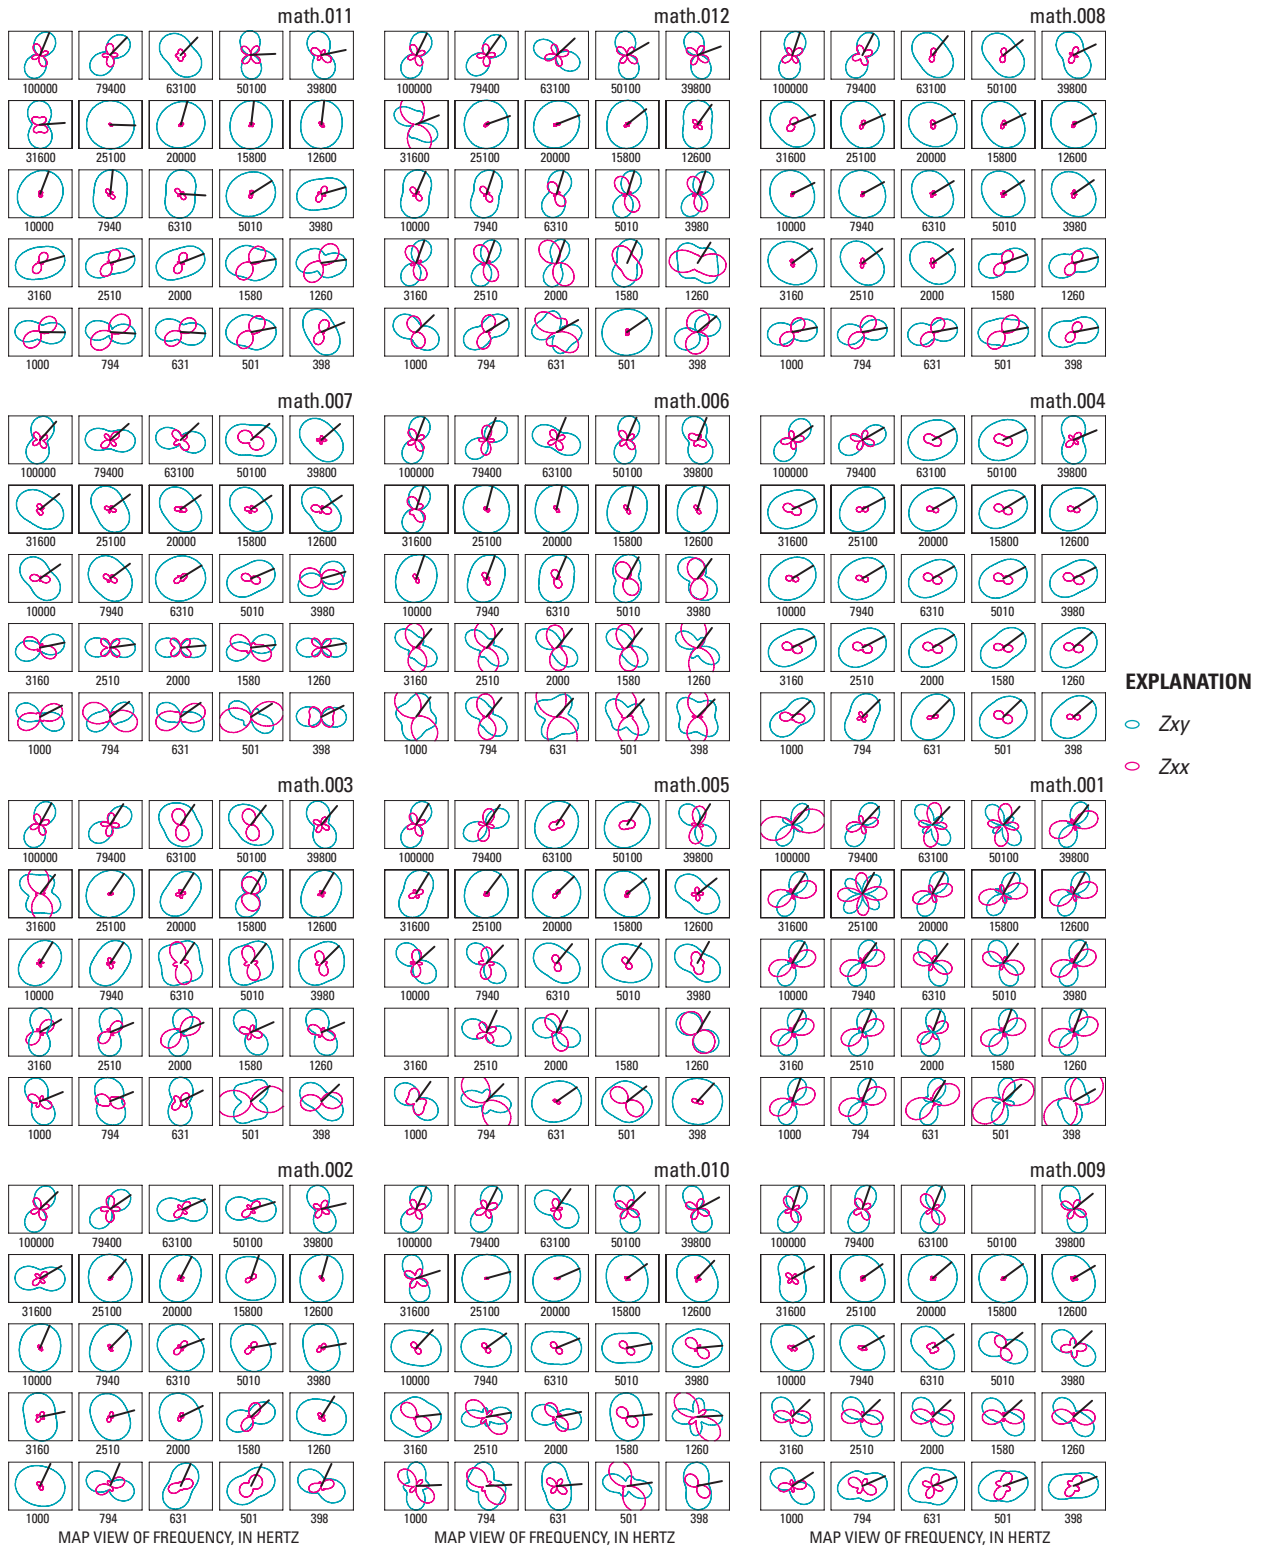 math.011 math.012 math.008
100000 79400 63100 50100 39800 100000 79400 63100 50100 39800 100000 79400 63100 50100 39800
31600 25100 20000 15800 12600 31600 25100 20000 15800 12600 31600 25100 20000 15800 12600
10000 7940 6310 5010 3980 10000 7940 6310 5010 3980 10000 7940 6310 5010 3980
3160 2510 2000 1580 1260 3160 2510 2000 1580 1260 3160 2510 2000 1580 1260
1000 794 631 501 398 1000 794 631 501 398 1000 794 631 501 398
math.007 math.006 math.004
100000 79400 63100 50100 39800 100000 79400 63100 50100 39800 100000 79400 63100 50100 39800
31600 25100 20000 15800 12600 31600 25100 20000 15800 12600 31600 25100 20000 15800 12600
10000 7940 6310 5010 3980 10000 7940 6310 5010 3980 10000 7940 6310 5010 3980
3160 2510 2000 1580 1260 3160 2510 2000 1580 1260 3160 2510 2000 1580 1260
1000 794 631 501 398 1000 794 631 501 398 1000 794 631 501 398
EXPLANATION
Zxy
Zxx
math.003 math.005 math.001
100000 79400 63100 50100 39800 100000 79400 63100 50100 39800 100000 79400 63100 50100 39800
31600 25100 20000 15800 12600 31600 25100 20000 15800 12600 31600 25100 20000 15800 12600
10000 7940 6310 5010 3980 10000 7940 6310 5010 3980 10000 7940 6310 5010 3980
3160 2510 2000 1580 1260 3160 2510 2000 1580 1260 3160 2510 2000 1580 1260
1000 794 631 501 398 1000 794 631 501 398 1000 794 631 501 398
math.002 math.010 math.009
100000 79400 63100 50100 39800 100000 79400 63100 50100 39800 100000 79400 63100 50100 39800
31600 25100 20000 15800 12600 31600 25100 20000 15800 12600 31600 25100 20000 15800 12600
10000 7940 6310 5010 3980 10000 7940 6310 5010 3980 10000 7940 6310 5010 3980
3160 2510 2000 1580 1260 3160 2510 2000 1580 1260 3160 2510 2000 1580 1260
1000 794 631 501 398 1000 794 631 501 398 1000 794 631 501 398
MAP VIEW OF FREQUENCY, IN HERTZ MAP VIEW OF FREQUENCY, IN HERTZ MAP VIEW OF FREQUENCY, IN HERTZ